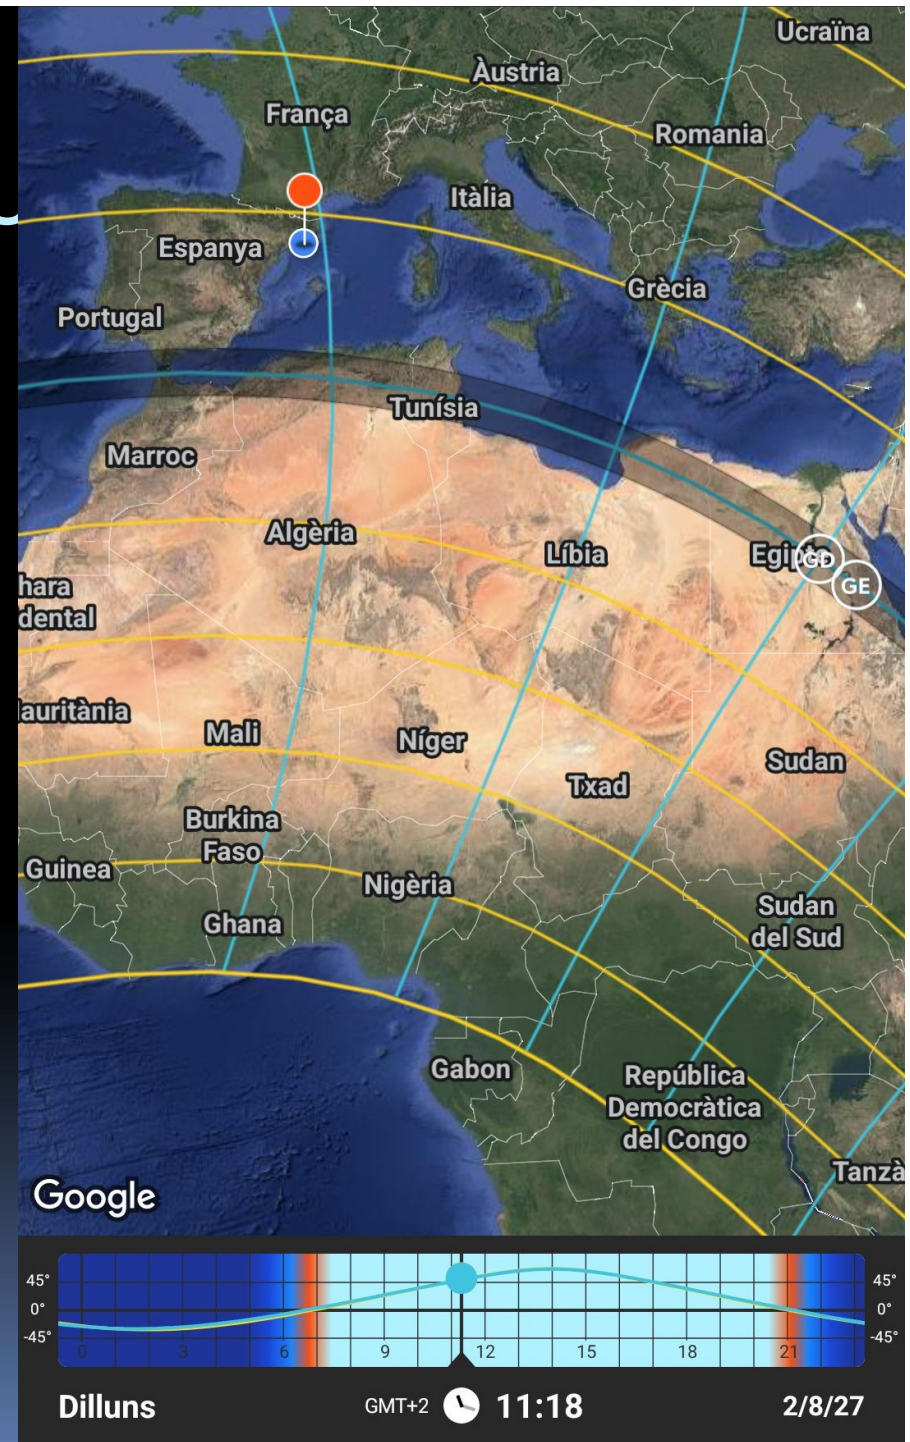 Ucraïna
Àustria
França
Romania
Itàlia
Espanya
Grècia
Portugal
Tunísia
Marroc
Algèria
Líbia
GD
GE
hara
dental
auritània
Mali
Níger
Sudan
Txad
Burkina
Faso
Guinea
Nigèria
Sudan
del Sud
Ghana
Gabon
República
Democràtica
del Congo
Tanzà
Google
45° 45°
0° 0°
-45° -45°
0 3 6 9 12 15 18 21
Dilluns GMT+2 11:18 2/8/27